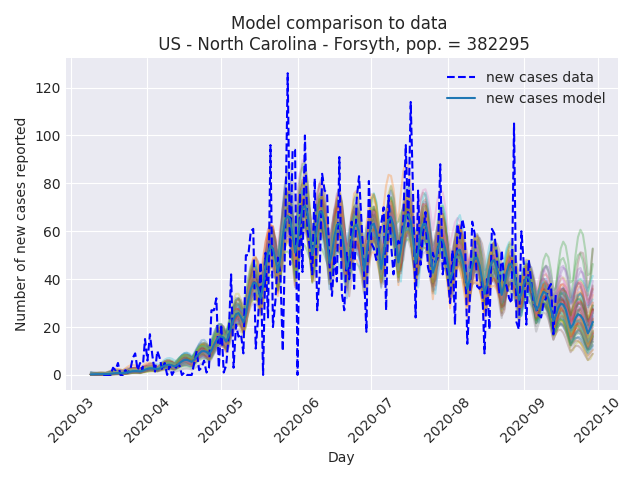 Model comparison to data
US - North Carolina - Forsyth, pop. = 382295
new cases data
new cases model
Number of new cases reported
120
100
80
60
40
20
0
2020-03
2020-04
2020-05
2020-06
2020-07
2020-08
2020-09
2020-10
Day